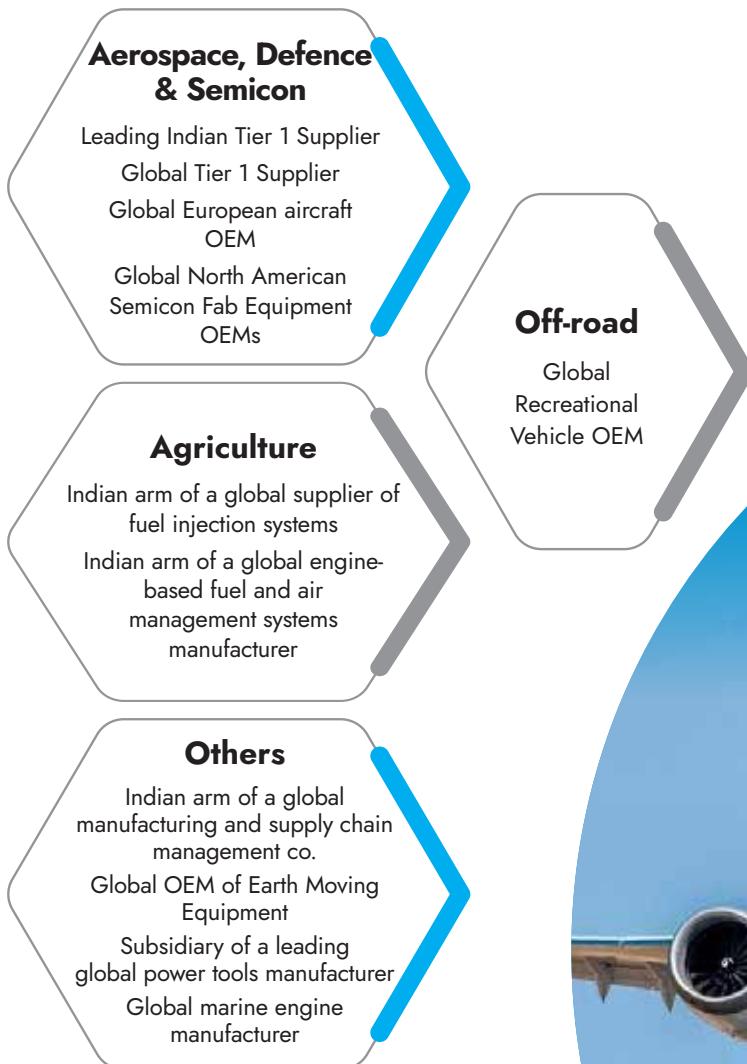 Aerospace, Defence
& Semicon
Leading Indian Tier 1 Supplier
Global Tier 1 Supplier
Global European aircraft
OEM
Global North American
Semicon Fab Equipment
OEMs
Off-road
Global
Recreational
Vehicle OEM
Agriculture
Indian arm of a global supplier of
fuel injection systems
Indian arm of a global engine-
based fuel and air
management systems
manufacturer
Others
Indian arm of a global
manufacturing and supply chain
management co.
Global OEM of Earth Moving
Equipment
Subsidiary of a leading
global power tools manufacturer
Global marine engine
manufacturer